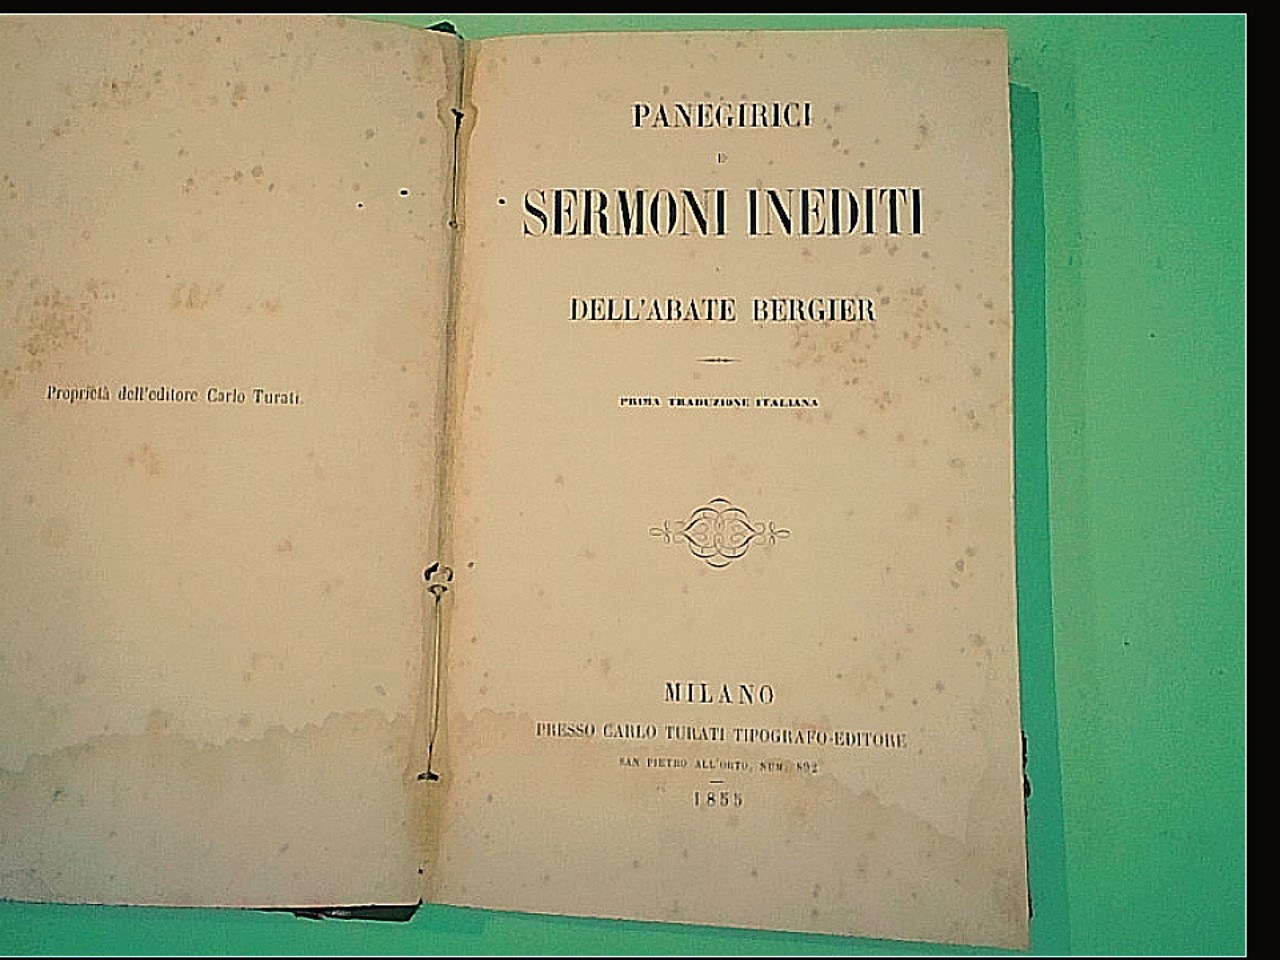 Proprietà dell'editore Carlo Turati.
PANEGIRICI
E
SERMONI INEDITI
DELL'ABATE BERGIER
PRIMA TRADUZIONE ITALIANA
MILANO
PRESSO CARLO TURATI TIPOGRAFO-EDITORE
SAN PIETRO ALL'ORTO, NUM. 892
1855